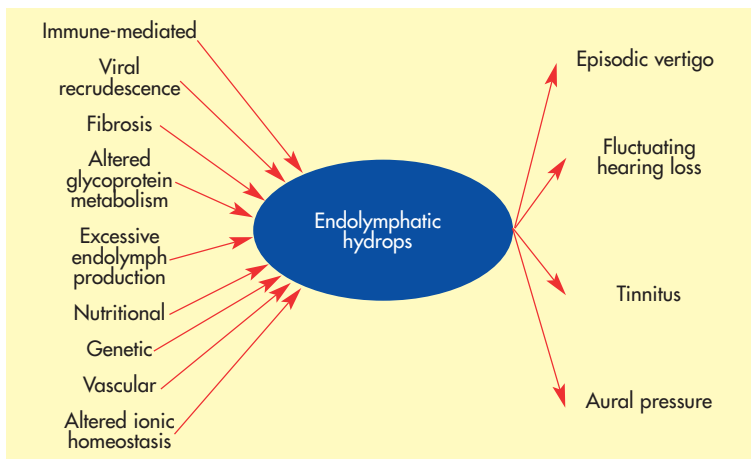 Immune-mediated
Viral
recrudescence
Fibrosis
Altered
glycoprotein
metabolism
Excessive
endolymph
production
Nutritional
Genetic
Vascular
Altered ionic
homeostasis
Endolymphatic
hydrops
Episodic vertigo
Fluctuating
hearing loss
Tinnitus
Aural pressure